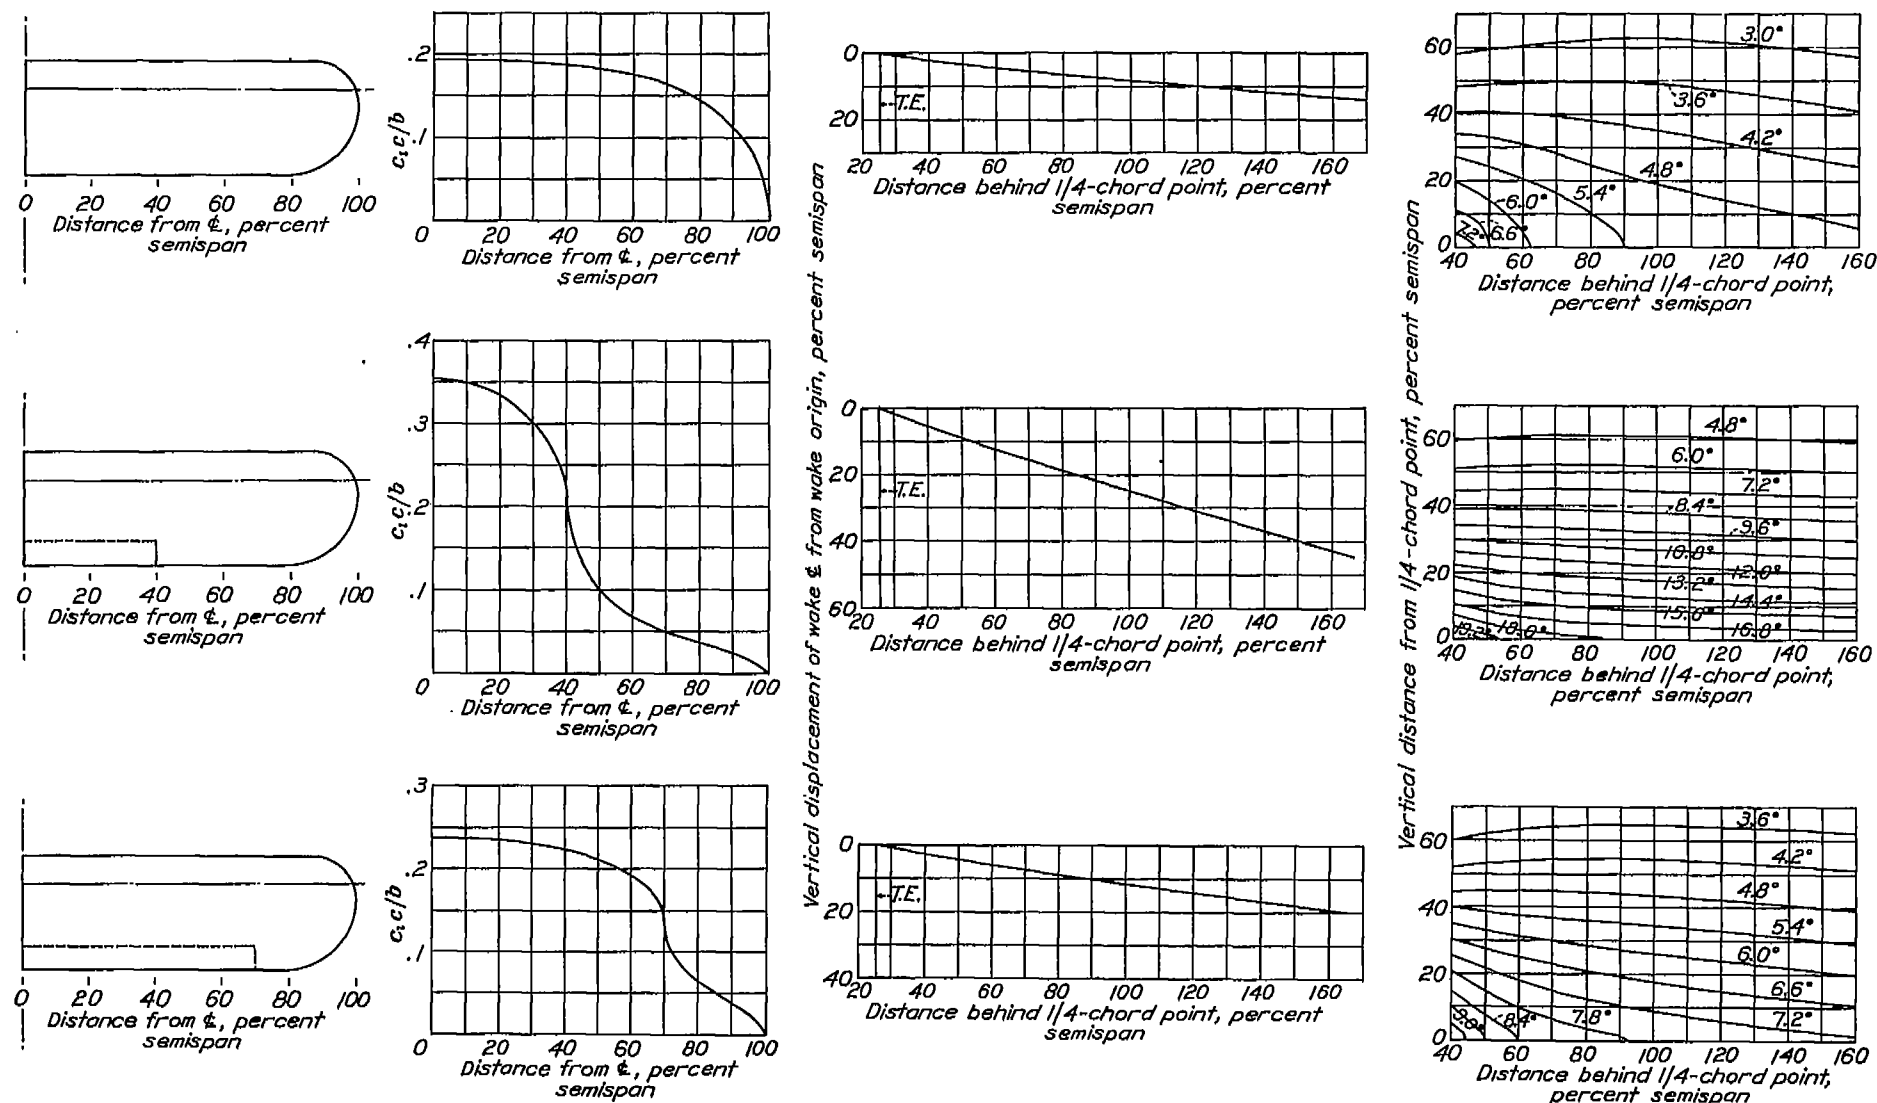 0 20 40 60 80 100
Distance from ℄, percent
semispan
.2
.1
0
c_l c/b
20 40 60 80 100
Distance from ℄, percent
semispan
0
20
T.E.
20 40 60 80 100 120 140 160
Distance behind 1/4-chord point, percent
semispan
60
40
20
0
3.0°
3.6°
4.2°
4.8°
5.4°
6.0°
6.6°
7.2°
40 60 80 100 120 140 160
Distance behind 1/4-chord point,
percent semispan
Vertical displacement of wake ℄ from wake origin, percent semispan
Vertical distance from 1/4-chord point, percent semispan
0 20 40 60 80 100
Distance from ℄, percent
semispan
.4
.3
.2
.1
0
c_l c/b
20 40 60 80 100
Distance from ℄, percent
semispan
0
20
40
60
T.E.
20 40 60 80 100 120 140 160
Distance behind 1/4-chord point, percent
semispan
60
40
20
0
4.8°
6.0°
7.2°
8.4°
9.6°
10.8°
12.0°
13.2°
14.4°
15.6°
16.8°
18.0°
40 60 80 100 120 140 160
Distance behind 1/4-chord point,
percent semispan
0 20 40 60 80 100
Distance from ℄, percent
semispan
.3
.2
.1
0
c_l c/b
20 40 60 80 100
Distance from ℄, percent
semispan
0
20
40
T.E.
20 40 60 80 100 120 140 160
Distance behind 1/4-chord point, percent
semispan
60
40
20
0
3.6°
4.2°
4.8°
5.4°
6.0°
6.6°
7.2°
7.8°
8.4°
9.0°
40 60 80 100 120 140 160
Distance behind 1/4-chord point,
percent semispan